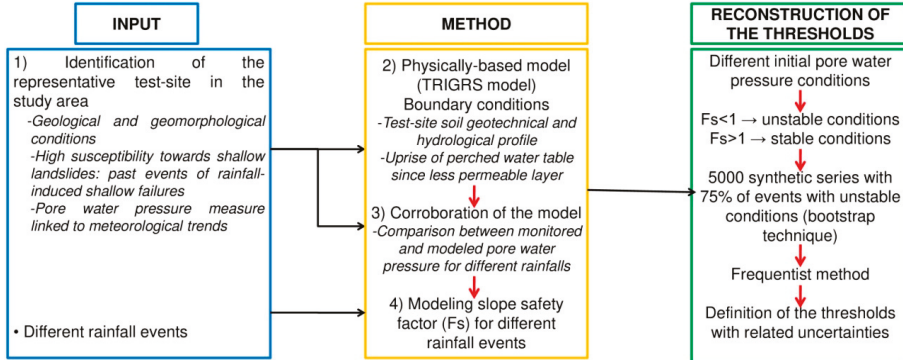 INPUT
1) Identification of the
representative test-site in the
study area
-Geological and geomorphological
conditions
-High susceptibility towards shallow
landslides: past events of rainfall-
induced shallow failures
-Pore water pressure measure
linked to meteorological trends
• Different rainfall events
METHOD
2) Physically-based model
(TRIGRS model)
Boundary conditions
-Test-site soil geotechnical and
hydrological profile
-Uprise of perched water table
since less permeable layer
3) Corroboration of the model
-Comparison between monitored
and modeled pore water
pressure for different rainfalls
4) Modeling slope safety
factor (Fs) for different
rainfall events
RECONSTRUCTION OF
THE THRESHOLDS
Different initial pore water
pressure conditions
Fs<1 → unstable conditions
Fs>1 → stable conditions
5000 synthetic series with
75% of events with unstable
conditions (bootstrap
technique)
Frequentist method
Definition of the thresholds
with related uncertainties